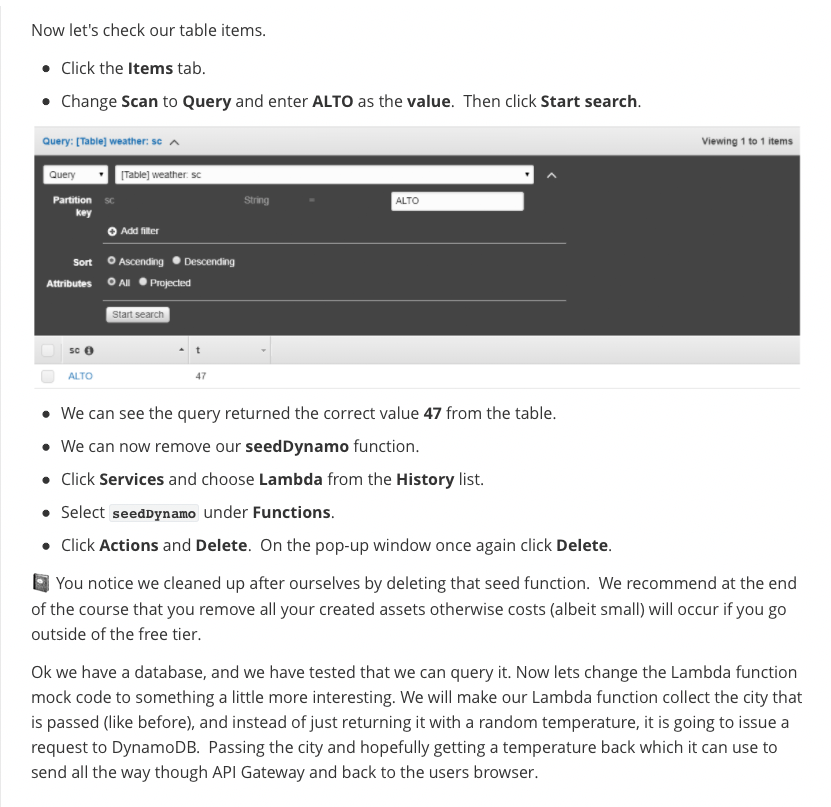 Now let's check our table items.
Click the Items tab.
Change Scan to Query and enter ALTO as the value. Then click Start search.
Query: [Table] weather: sc
Viewing 1 to 1 items
Query
[Table] weather: sc
Partition key
sc
String
=
ALTO
Add filter
Sort
Ascending
Descending
Attributes
All
Projected
Start search
sc
t
ALTO
47
We can see the query returned the correct value 47 from the table.
We can now remove our seedDynamo function.
Click Services and choose Lambda from the History list.
Select seedDynamo under Functions.
Click Actions and Delete. On the pop-up window once again click Delete.
You notice we cleaned up after ourselves by deleting that seed function. We recommend at the end
of the course that you remove all your created assets otherwise costs (albeit small) will occur if you go
outside of the free tier.
Ok we have a database, and we have tested that we can query it. Now lets change the Lambda function
mock code to something a little more interesting. We will make our Lambda function collect the city that
is passed (like before), and instead of just returning it with a random temperature, it is going to issue a
request to DynamoDB. Passing the city and hopefully getting a temperature back which it can use to
send all the way though API Gateway and back to the users browser.